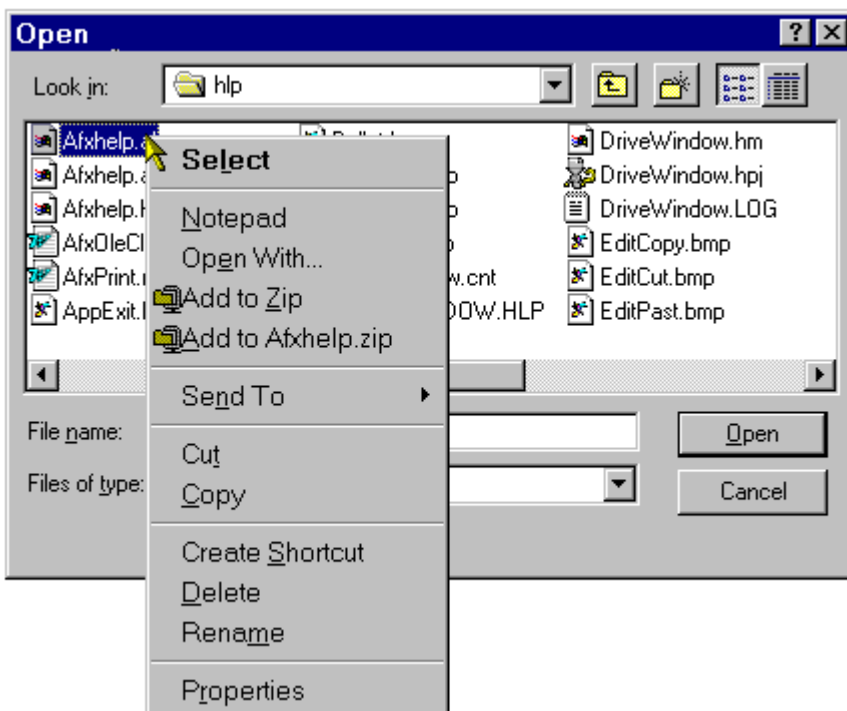 Open
Look in: hlp
Afxhelp.
Afxhelp.
Afxhelp.
AfxOleCl
AfxPrint.
AppExit.
w.cnt
DOW.HLP
DriveWindow.hm
DriveWindow.hpj
DriveWindow.LOG
EditCopy.bmp
EditCut.bmp
EditPast.bmp
Select
Notepad
Open With...
Add to Zip
Add to Afxhelp.zip
Send To
Cut
Copy
Create Shortcut
Delete
Rename
Properties
File name:
Open
Files of type:
Cancel